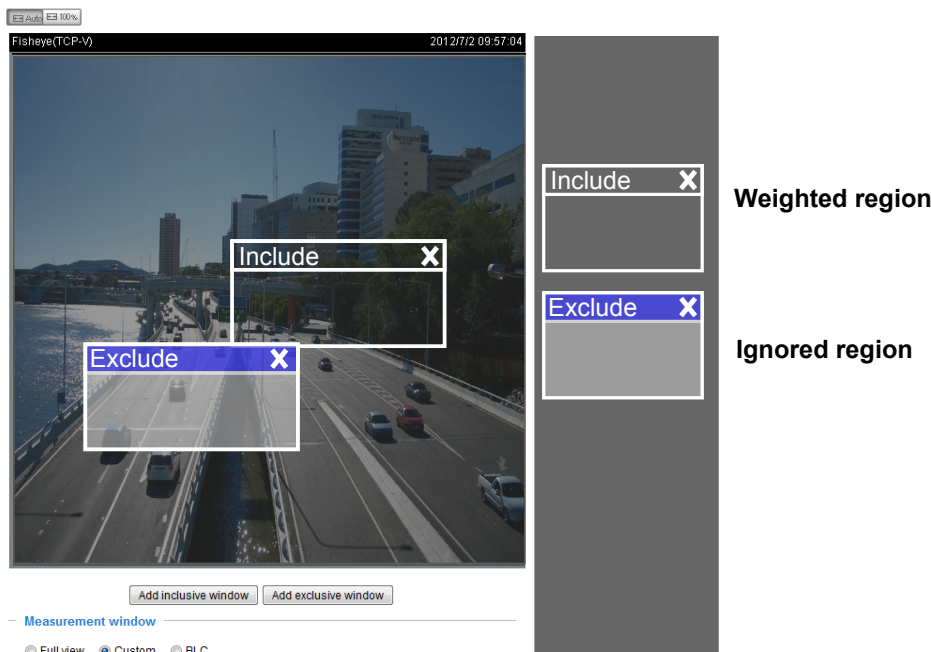 Auto 100%
Fisheye(TCP-V) 2012/7/2 09:57:04
Mercure
Include
Exclude
Include
Weighted region
Exclude
Ignored region
Add inclusive window Add exclusive window
Measurement window
Full view Custom BLC